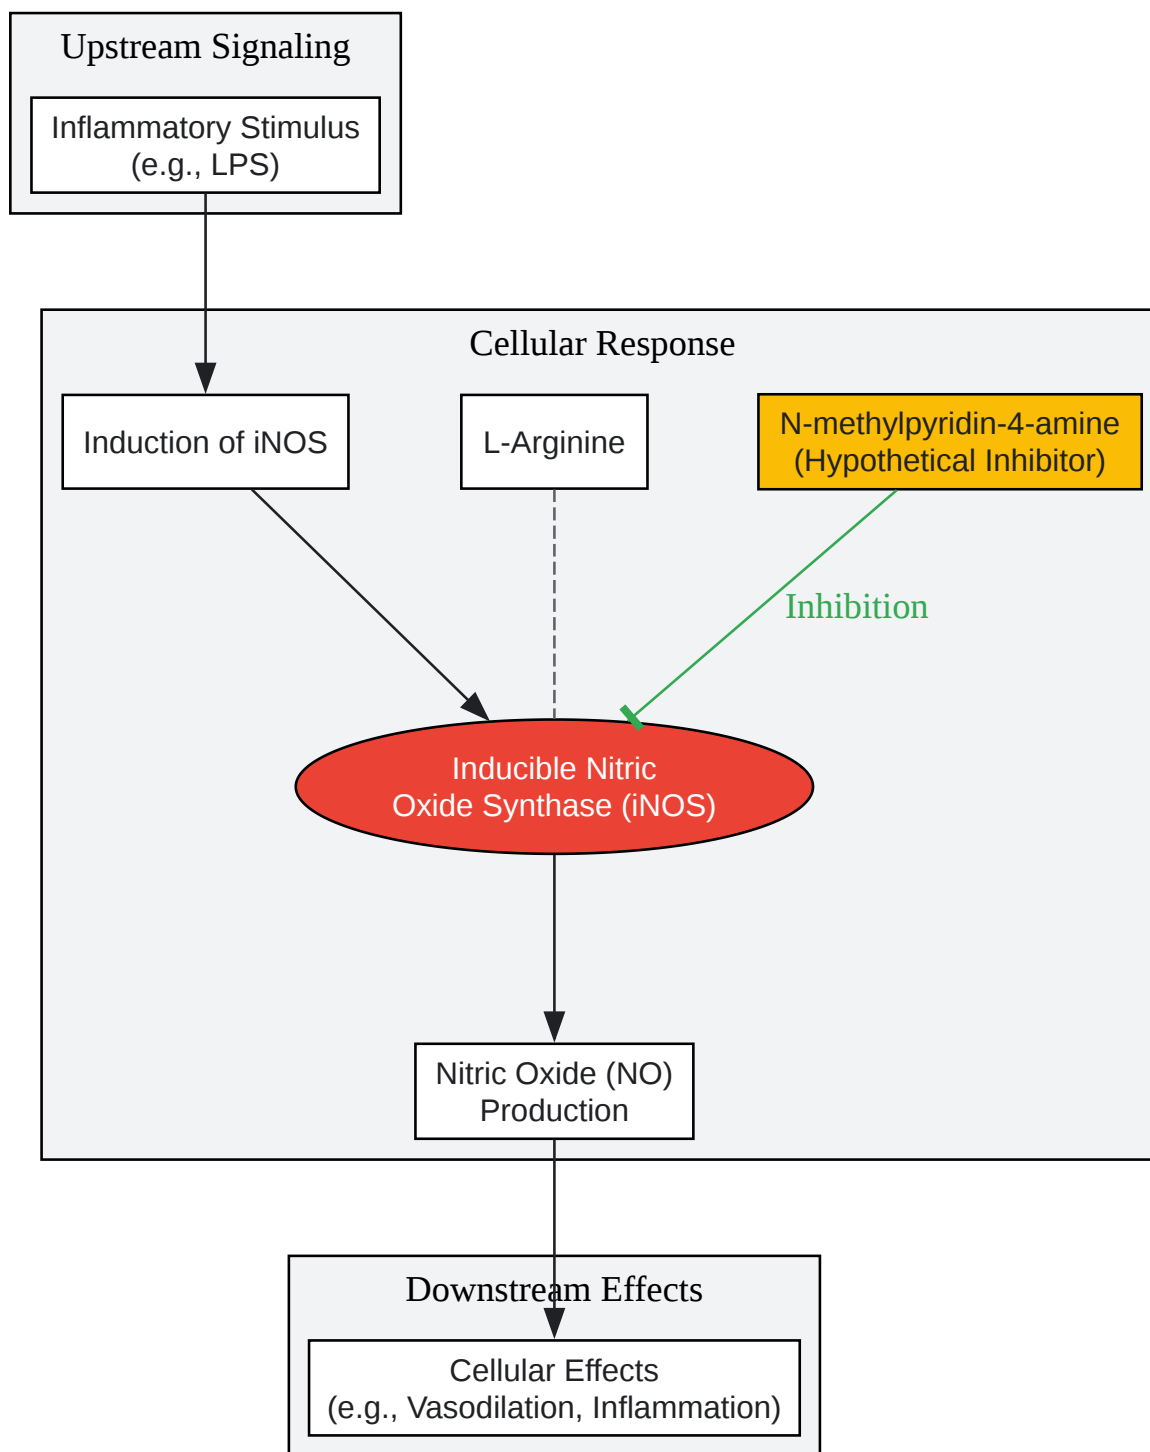 Upstream Signaling
Inflammatory Stimulus
(e.g., LPS)
Cellular Response
Induction of iNOS
L-Arginine
N-methylpyridin-4-amine
(Hypothetical Inhibitor)
Inhibition
Inducible Nitric
Oxide Synthase (iNOS)
Nitric Oxide (NO)
Production
Downstream Effects
Cellular Effects
(e.g., Vasodilation, Inflammation)